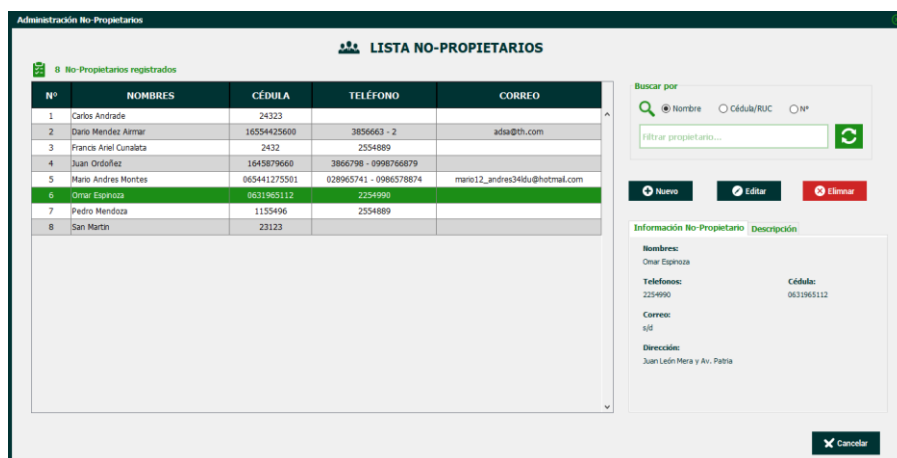 Administración No-Propietarios
LISTA NO-PROPIETARIOS
8 No-Propietarios registrados
Nº NOMBRES CÉDULA TELÉFONO CORREO
1 Carlos Andrade 24323
2 Dario Mendez Airmar 16554425600 3856663 - 2 adsa@th.com
3 Francis Ariel Cunalata 2432 2554889
4 Juan Ordoñez 1645879660 3866798 - 0998766879
5 Mario Andres Montes 065441275501 028965741 - 0986578874 mario12_andres34ldu@hotmail.com
6 Omar Espinoza 0631965112 2254990
7 Pedro Mendoza 1155496 2554889
8 San Martin 23123
Buscar por
Nombre Cédula/RUC Nº
Filtrar propietario...
Nuevo Editar Elimnar
Información No-Propietario Descripción
Nombres:
Omar Espinoza
Telefonos: Cédula:
2254990 0631965112
Correo:
s/d
Dirección:
Juan León Mera y Av. Patria
Cancelar